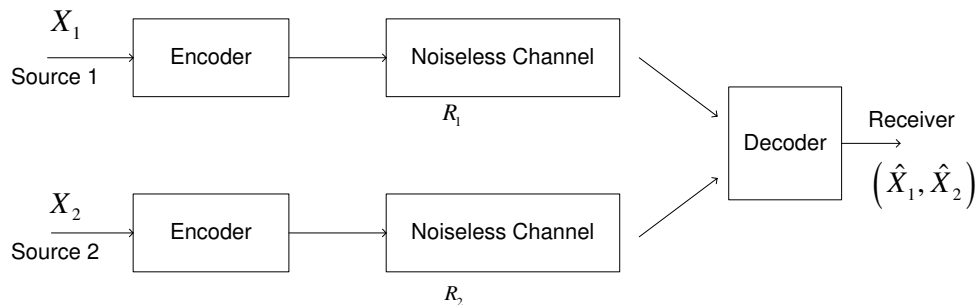 X₁
Source 1
Encoder
Noiseless Channel
R₁
Decoder
Receiver
(X̂₁, X̂₂)
X₂
Source 2
Encoder
Noiseless Channel
R₂